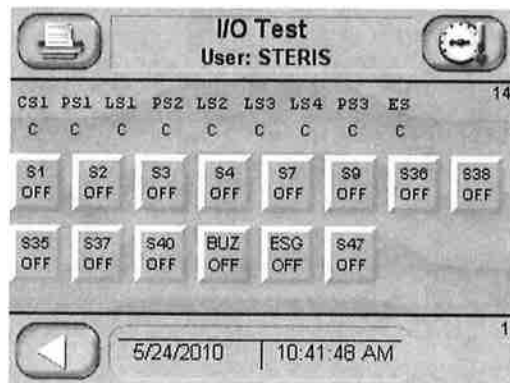 I/O Test
User: STERIS
14
CS1 PS1 LS1 PS2 LS2 LS3 LS4 PS3 ES
C C C C C C C C C
S1 OFF S2 OFF S3 OFF S4 OFF S7 OFF S9 OFF S36 OFF S38 OFF
S35 OFF S37 OFF S40 OFF BUZ OFF ESG OFF S47 OFF
1
5/24/2010 10:41:48 AM